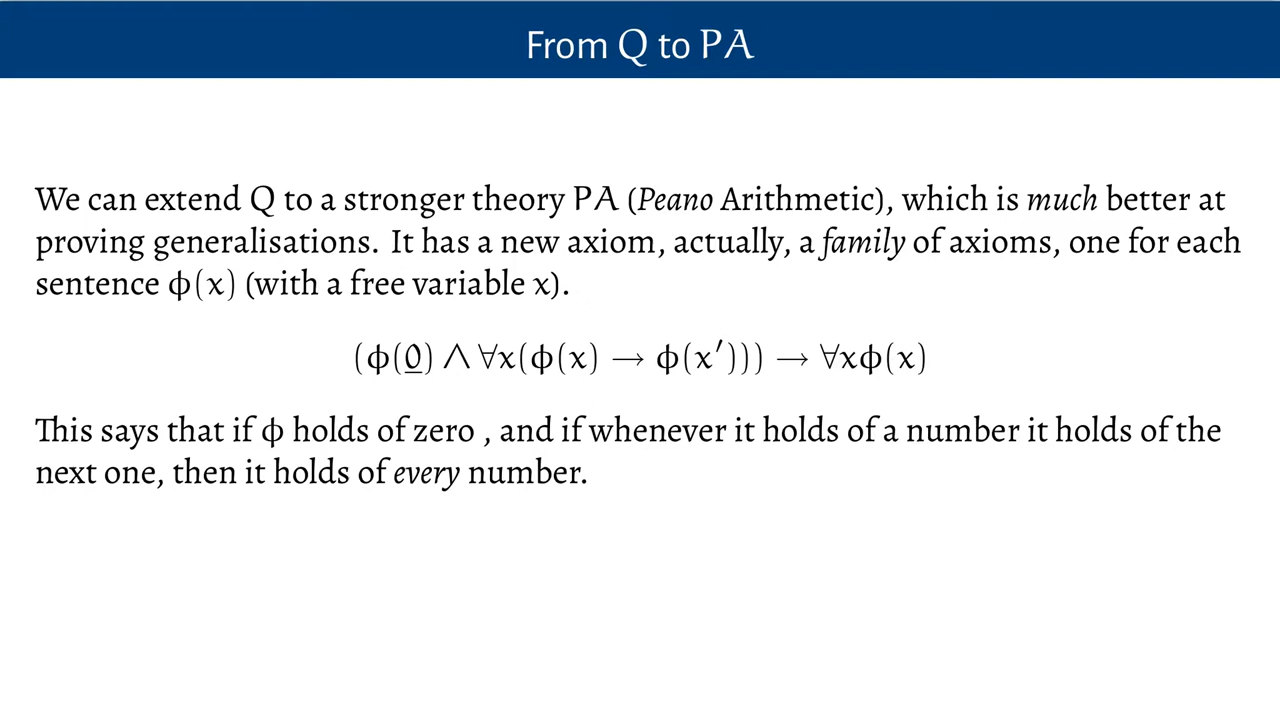 From Q to PA
We can extend Q to a stronger theory PA (Peano Arithmetic), which is much better at
proving generalisations. It has a new axiom, actually, a family of axioms, one for each
sentence ϕ(x) (with a free variable x).
(ϕ(0̲) ∧ ∀x(ϕ(x) → ϕ(x′))) → ∀xϕ(x)
This says that if ϕ holds of zero , and if whenever it holds of a number it holds of the
next one, then it holds of every number.